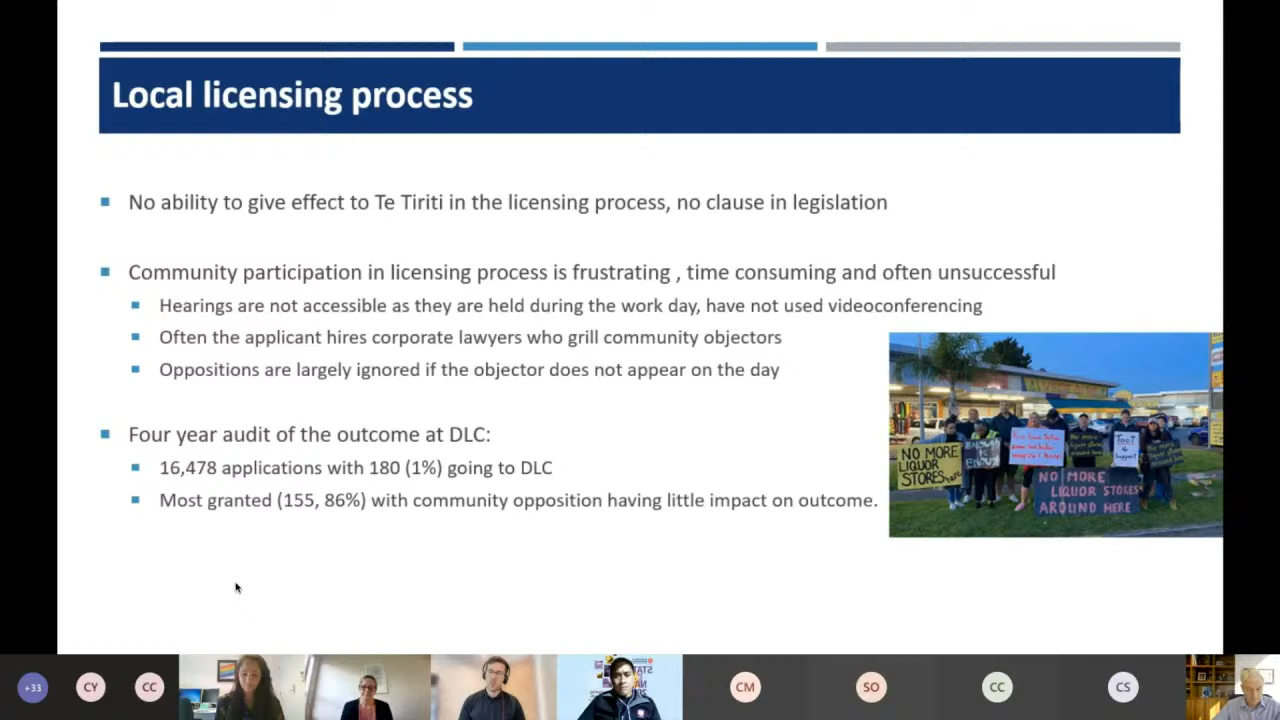 Local licensing process
No ability to give effect to Te Tiriti in the licensing process, no clause in legislation
Community participation in licensing process is frustrating , time consuming and often unsuccessful
Hearings are not accessible as they are held during the work day, have not used videoconferencing
Often the applicant hires corporate lawyers who grill community objectors
Oppositions are largely ignored if the objector does not appear on the day
Four year audit of the outcome at DLC:
16,478 applications with 180 (1%) going to DLC
Most granted (155, 86%) with community opposition having little impact on outcome.
NO MORE
LIQUOR
STORES here
ENOUGH
TooT
4
Support
NO MORE
LIQUOR STORES
AROUND HERE
+33
CY
CC
CM
SO
CC
CS